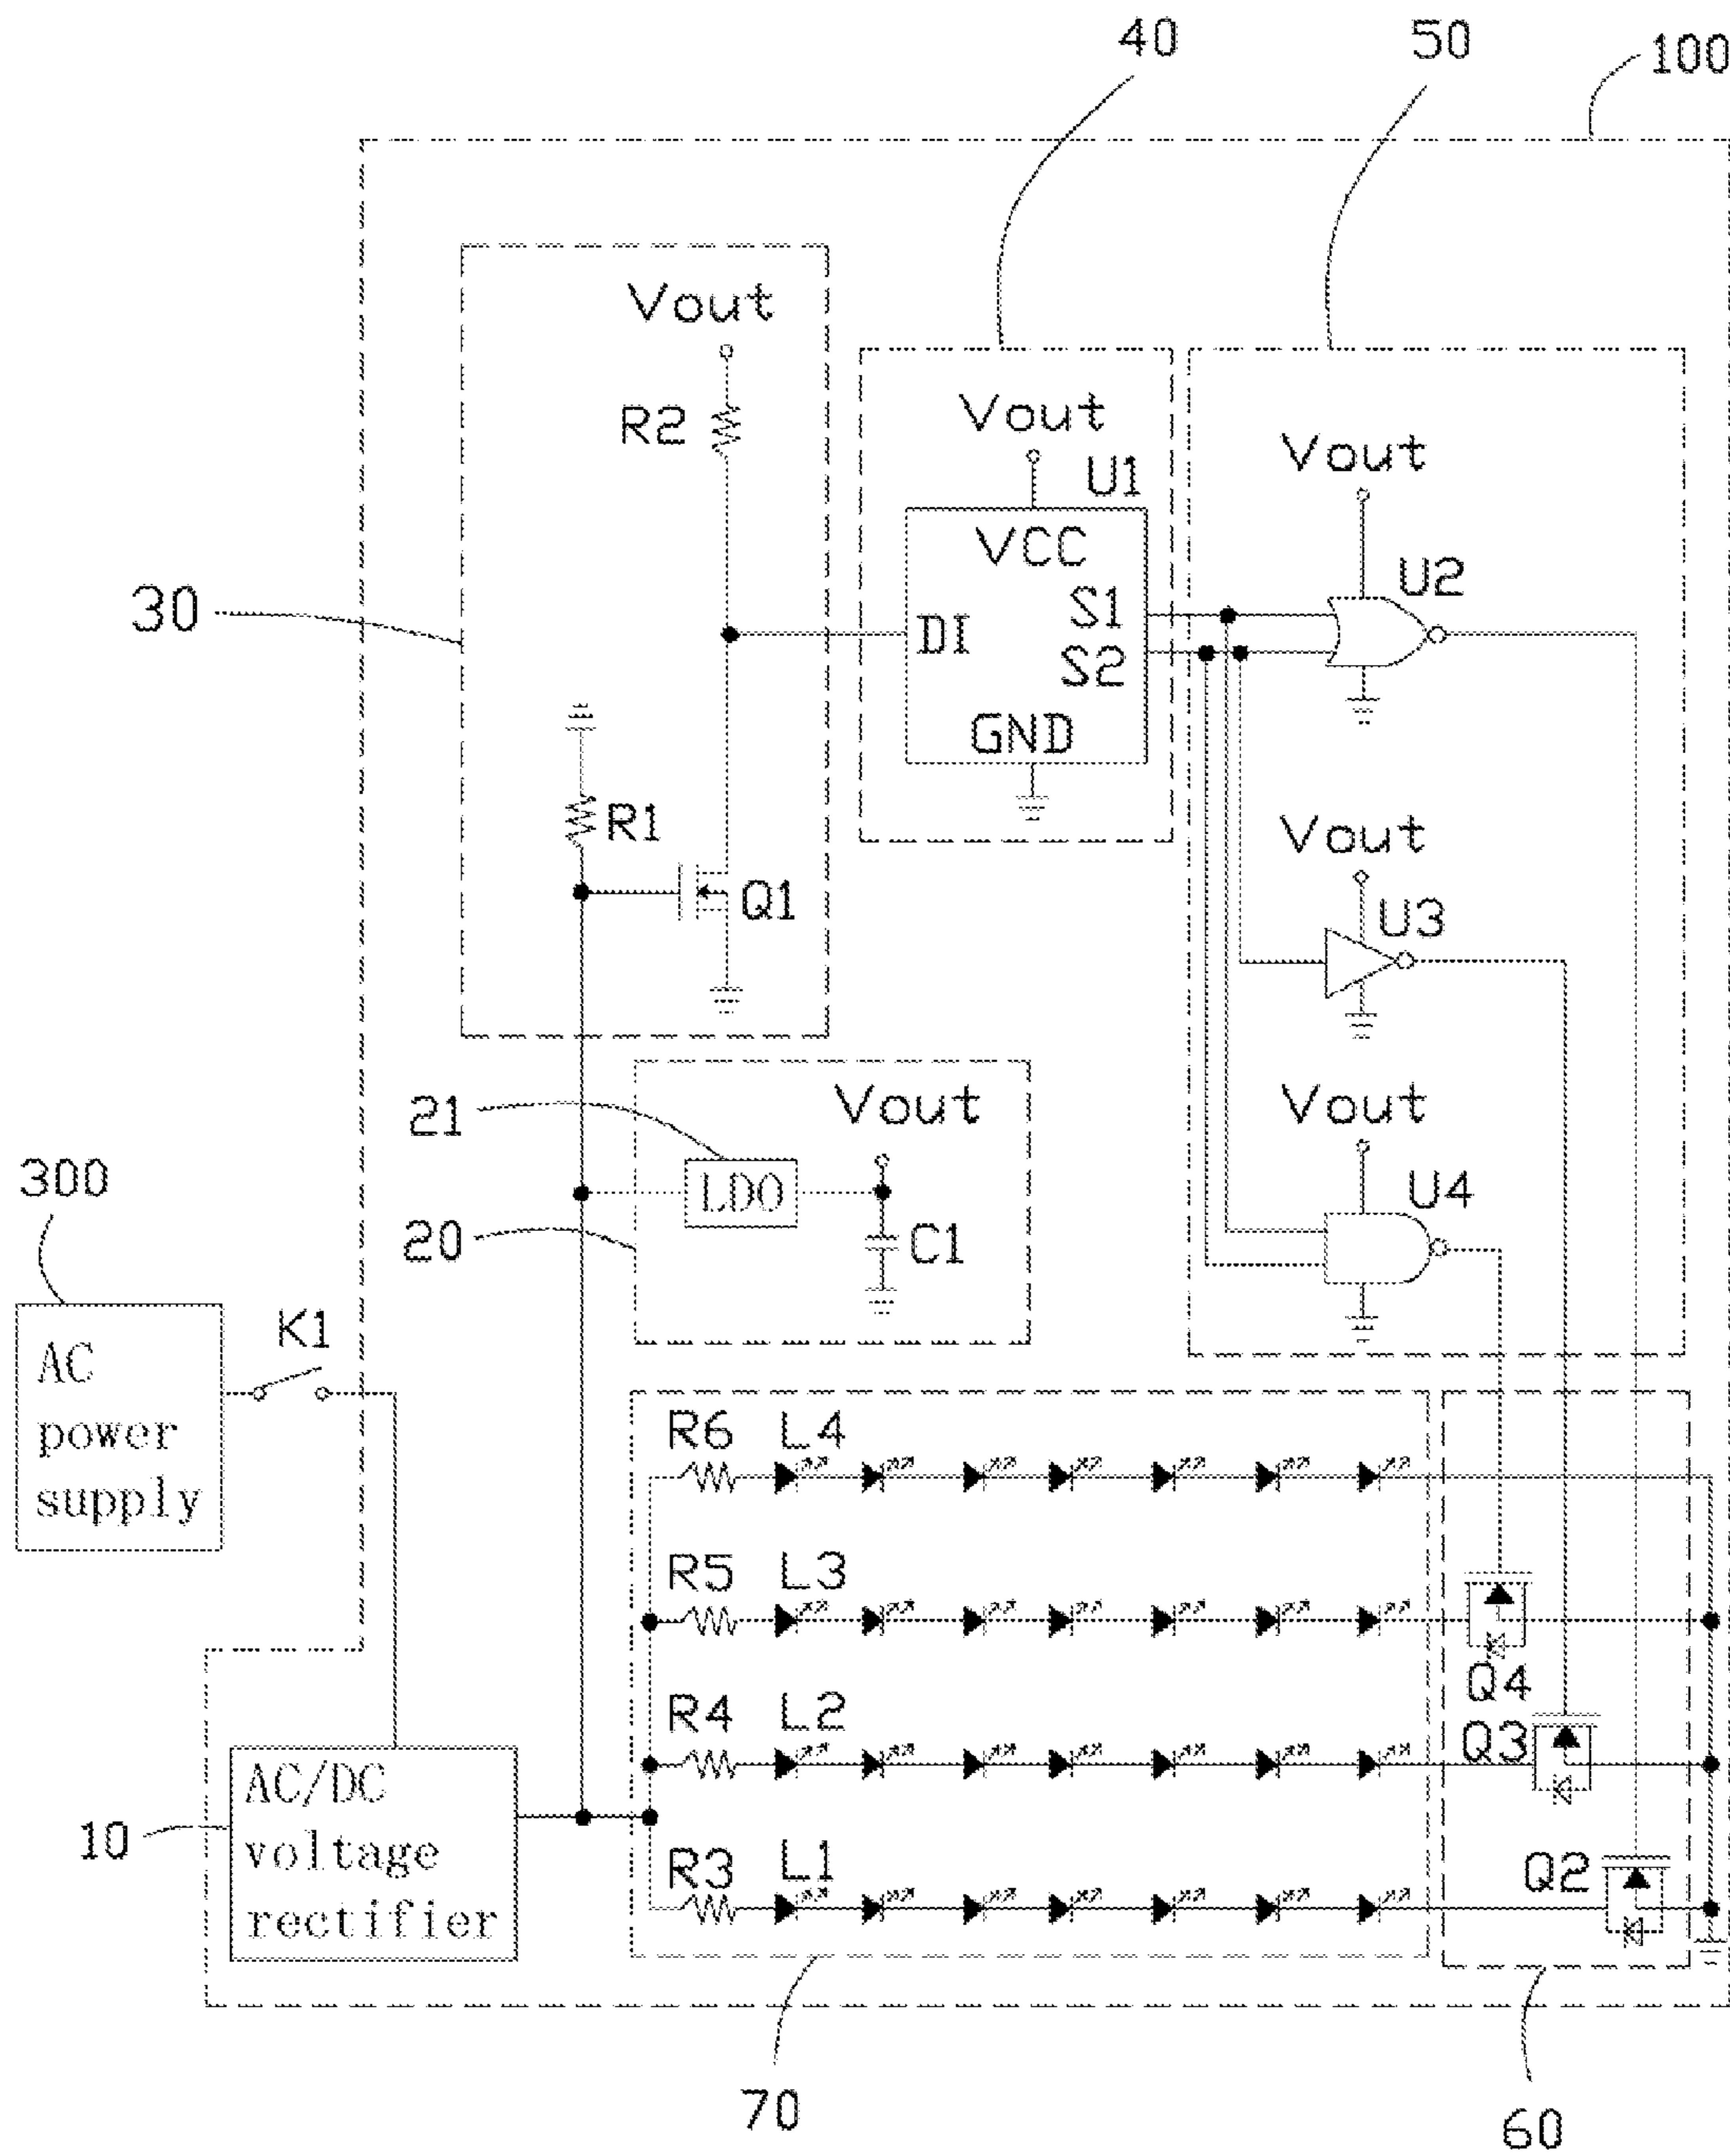 40
50
100
Vout
R2
Vout
U1
Vout
VCC
U2
30
S1
DI
S2
GND
R1
Vout
Q1
U3
Vout
21
Vout
LDO
U4
300
20
C1
K1
AC
power
supply
R6
L4
R5
L3
Q4
R4
L2
Q3
AC/DC
voltage
rectifier
10
R3
L1
Q2
70
60